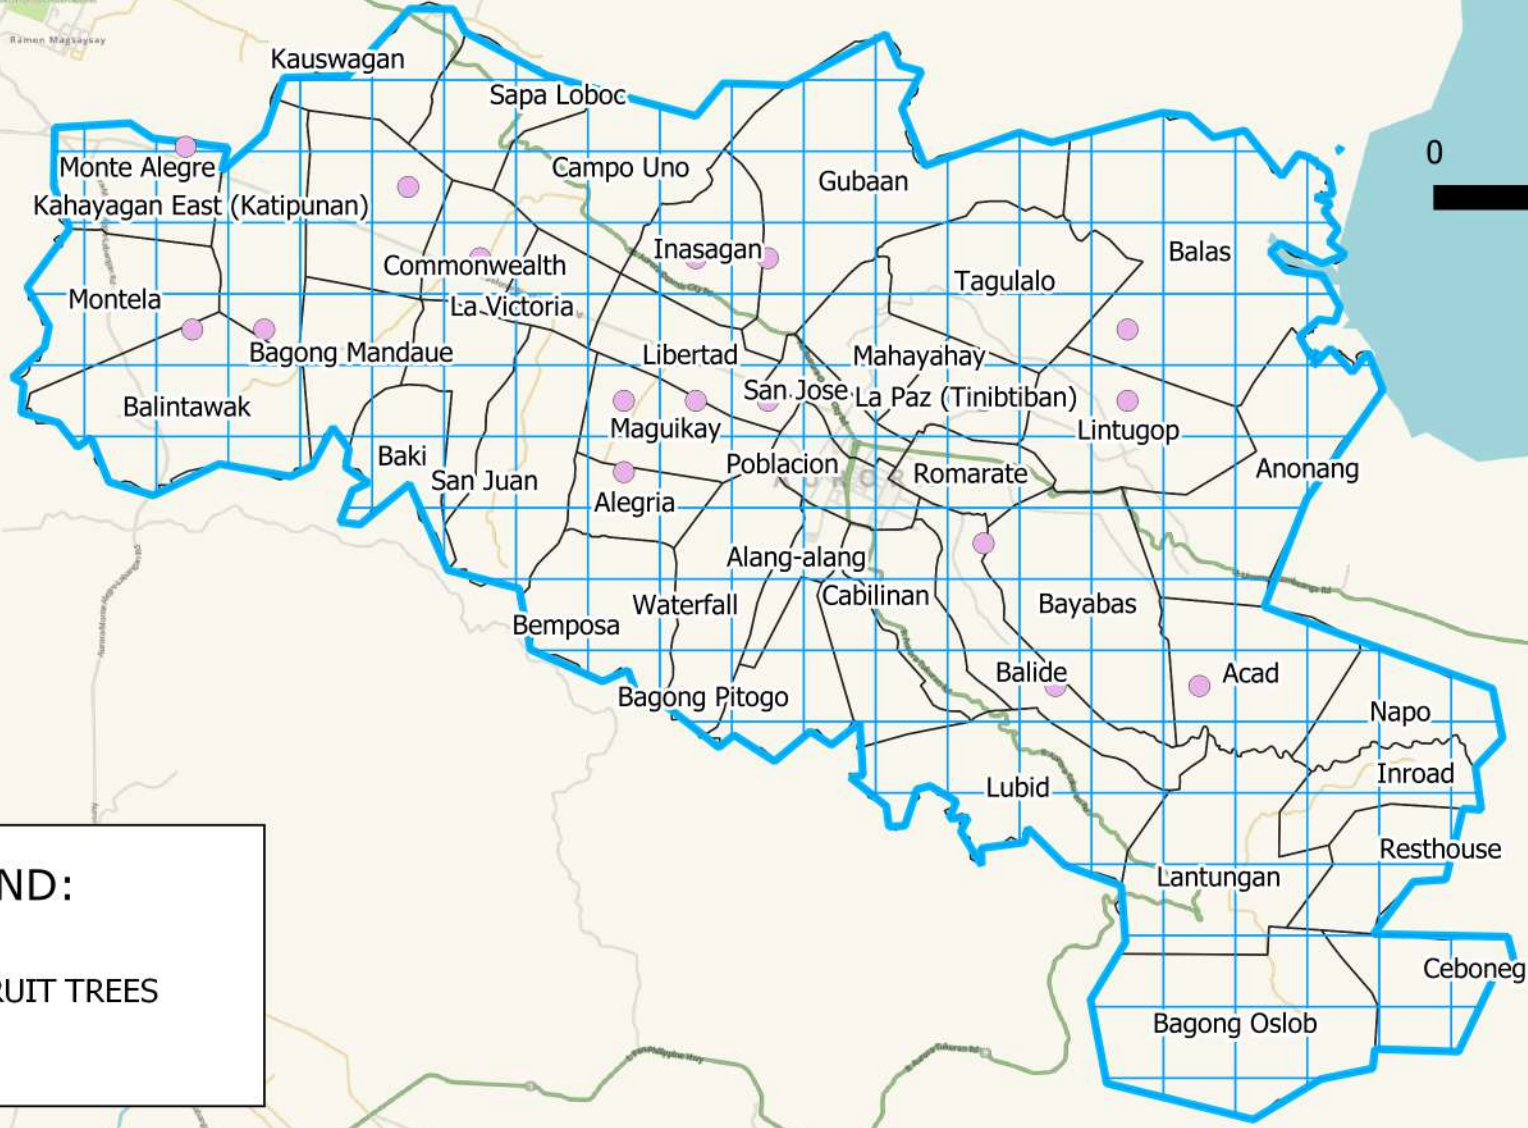 Ramon Magsaysay
Kauswagan
Sapa Loboc
0
Monte Alegre
Campo Uno
Gubaan
Kahayagan East (Katipunan)
Inasagan
Balas
Commonwealth
Tagulalo
Montela
La Victoria
Bagong Mandaue
Libertad
Mahayahay
San Jose
La Paz (Tinibtiban)
Balintawak
Maguikay
Lintugop
Baki
Poblacion
Anonang
San Juan
Romarate
Alegria
Alang-alang
Cabilinan
Waterfall
Bayabas
Bemposa
Balide
Acad
Bagong Pitogo
Napo
Inroad
Lubid
Resthouse
ND:
Lantungan
Ceboneg
RUIT TREES
Bagong Oslob